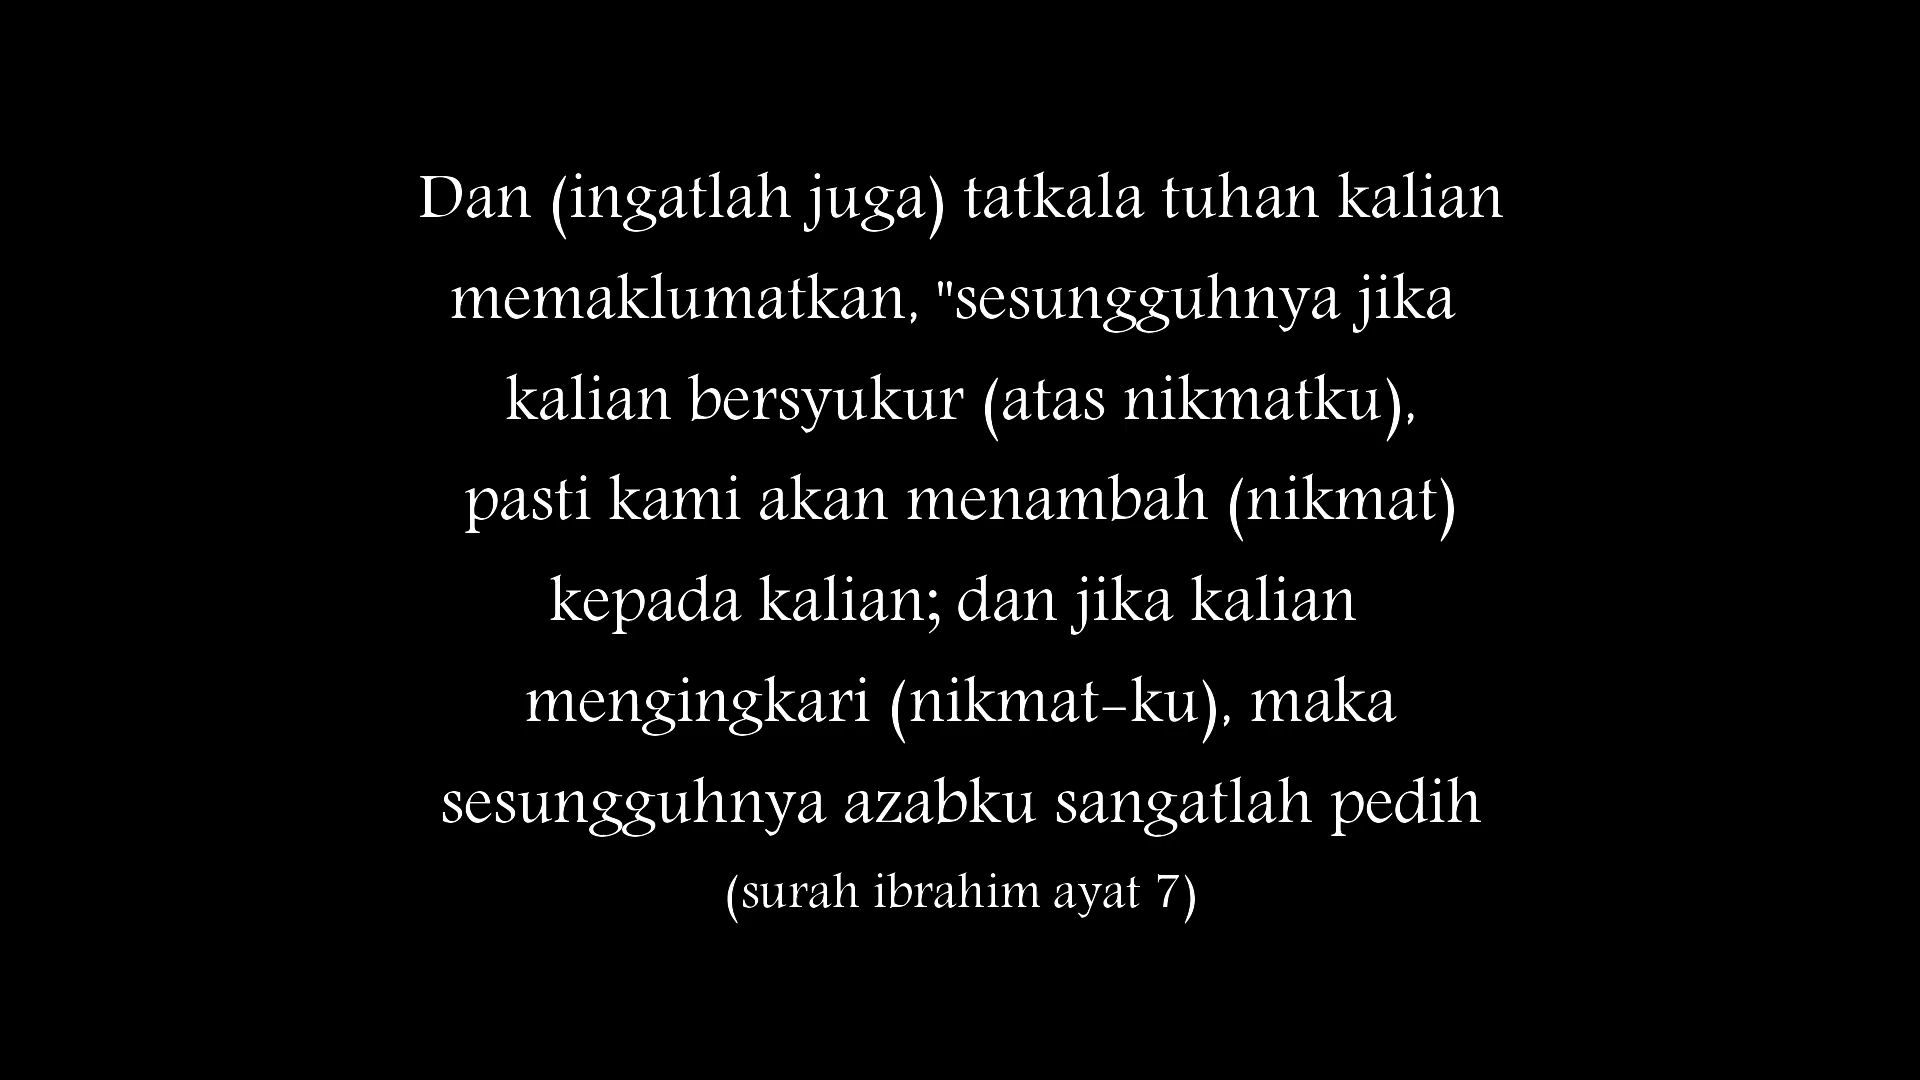 Dan (ingatlah juga) tatkala tuhan kalian
memaklumatkan, "sesungguhnya jika
kalian bersyukur (atas nikmatku),
pasti kami akan menambah (nikmat)
kepada kalian; dan jika kalian
mengingkari (nikmat-ku), maka
sesungguhnya azabku sangatlah pedih
(surah ibrahim ayat 7)